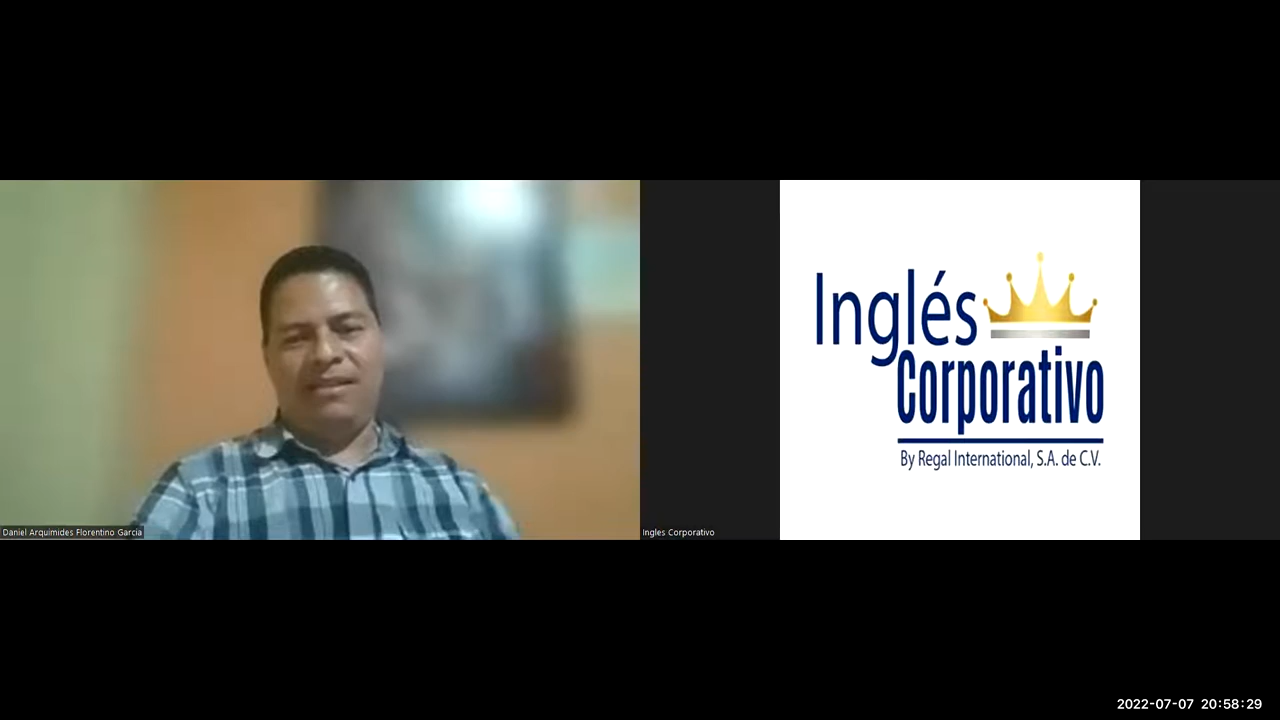 Inglés
Corporativo
By Regal International, S.A. de C.V.
Daniel Arquimides Florentino Garcia
Ingles Corporativo
2022-07-07 20:58:29